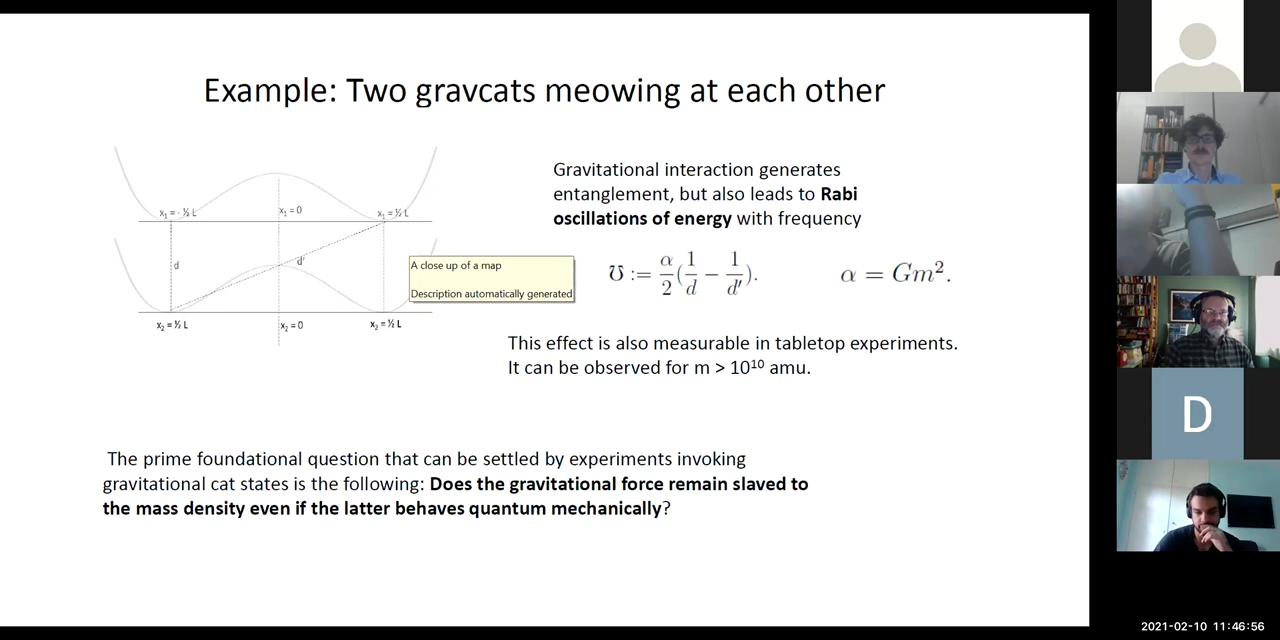 Example: Two gravcats meowing at each other
x₁ = - ½ L
x₁ = 0
x₁ = ½ L
d
d'
x₂ = ½ L
x₂ = 0
x₂ = ½ L
A close up of a map
Description automatically generated
Gravitational interaction generates
entanglement, but also leads to Rabi
oscillations of energy with frequency
℧ := α/2 (1/d − 1/d′).
α = Gm².
This effect is also measurable in tabletop experiments.
It can be observed for m > 10¹⁰ amu.
The prime foundational question that can be settled by experiments invoking
gravitational cat states is the following: Does the gravitational force remain slaved to
the mass density even if the latter behaves quantum mechanically?
D
2021-02-10 11:46:56